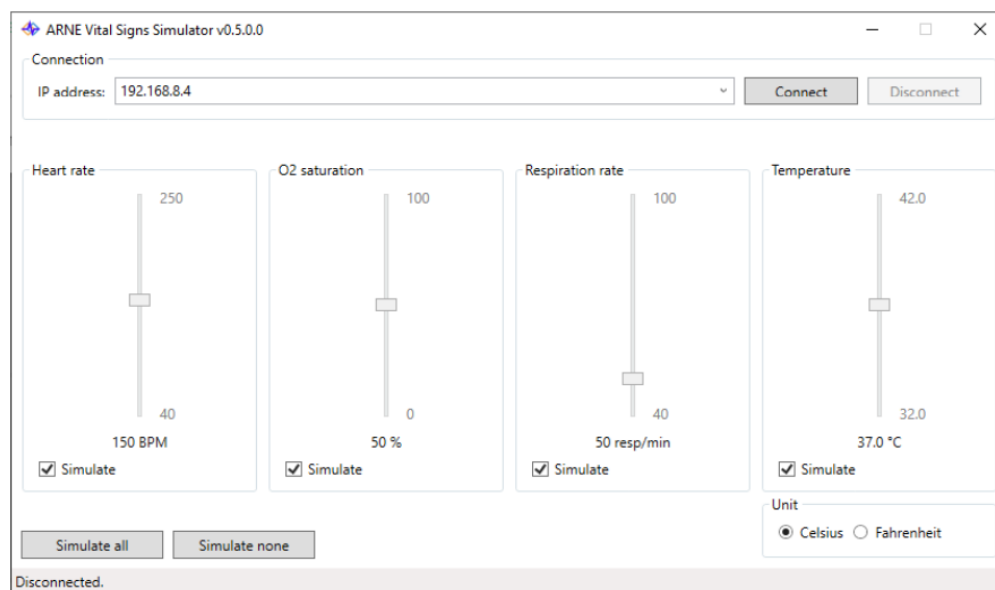 ARNE Vital Signs Simulator v0.5.0.0
Connection
IP address: 192.168.8.4 Connect Disconnect
Heart rate
250
40
150 BPM
Simulate
O2 saturation
100
0
50 %
Simulate
Respiration rate
100
40
50 resp/min
Simulate
Temperature
42.0
32.0
37.0 °C
Simulate
Unit
Celsius Fahrenheit
Simulate all Simulate none
Disconnected.